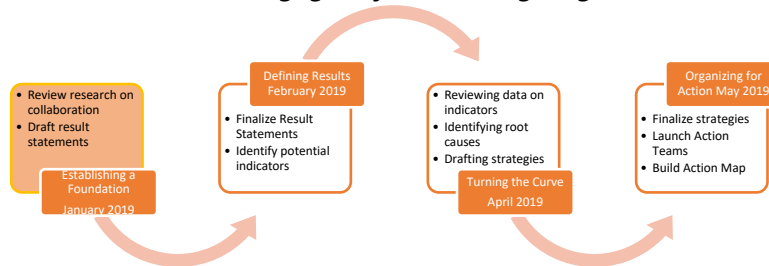 • Review research on
collaboration
• Draft result
statements
Establishing a
Foundation
January 2019
Defining Results
February 2019
• Finalize Result
Statements
• Identify potential
indicators
• Reviewing data on
indicators
• Identifying root
causes
• Drafting strategies
Turning the Curve
April 2019
Organizing for
Action May 2019
• Finalize strategies
• Launch Action
Teams
• Build Action Map